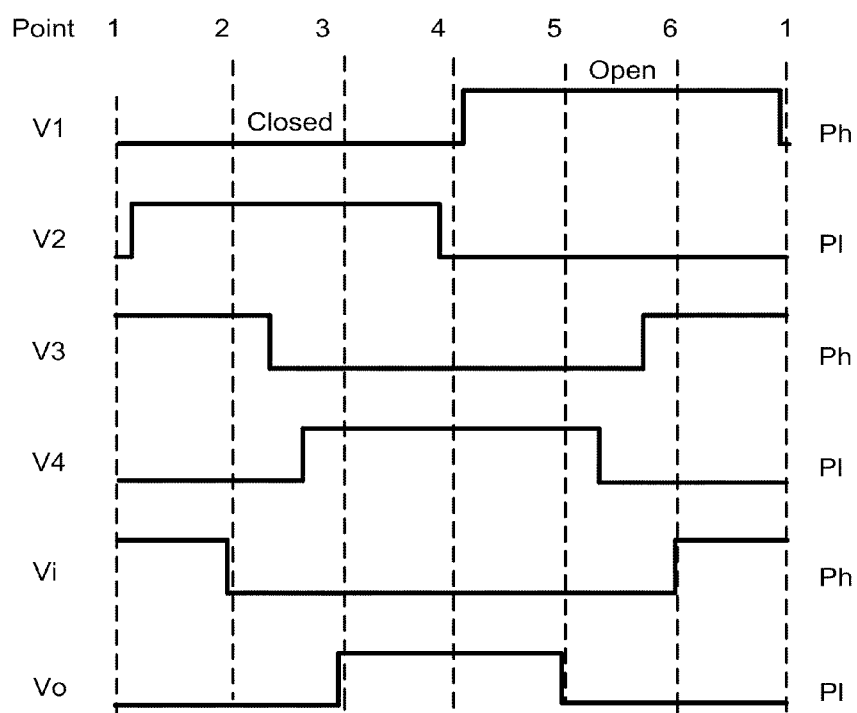 Point 1 2 3 4 5 6 1
Open
V1 Closed Ph
V2 Pl
V3 Ph
V4 Pl
Vi Ph
Vo Pl